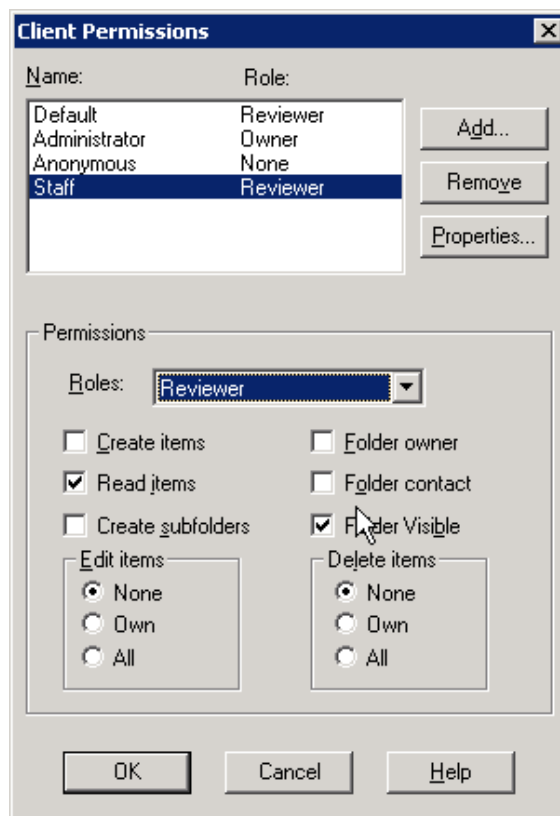 Client Permissions
Name: Role:
Default Reviewer
Administrator Owner
Anonymous None
Staff Reviewer
Add...
Remove
Properties...
Permissions
Roles: Reviewer
Create items Folder owner
Read items Folder contact
Create subfolders Folder Visible
Edit items Delete items
None None
Own Own
All All
OK Cancel Help